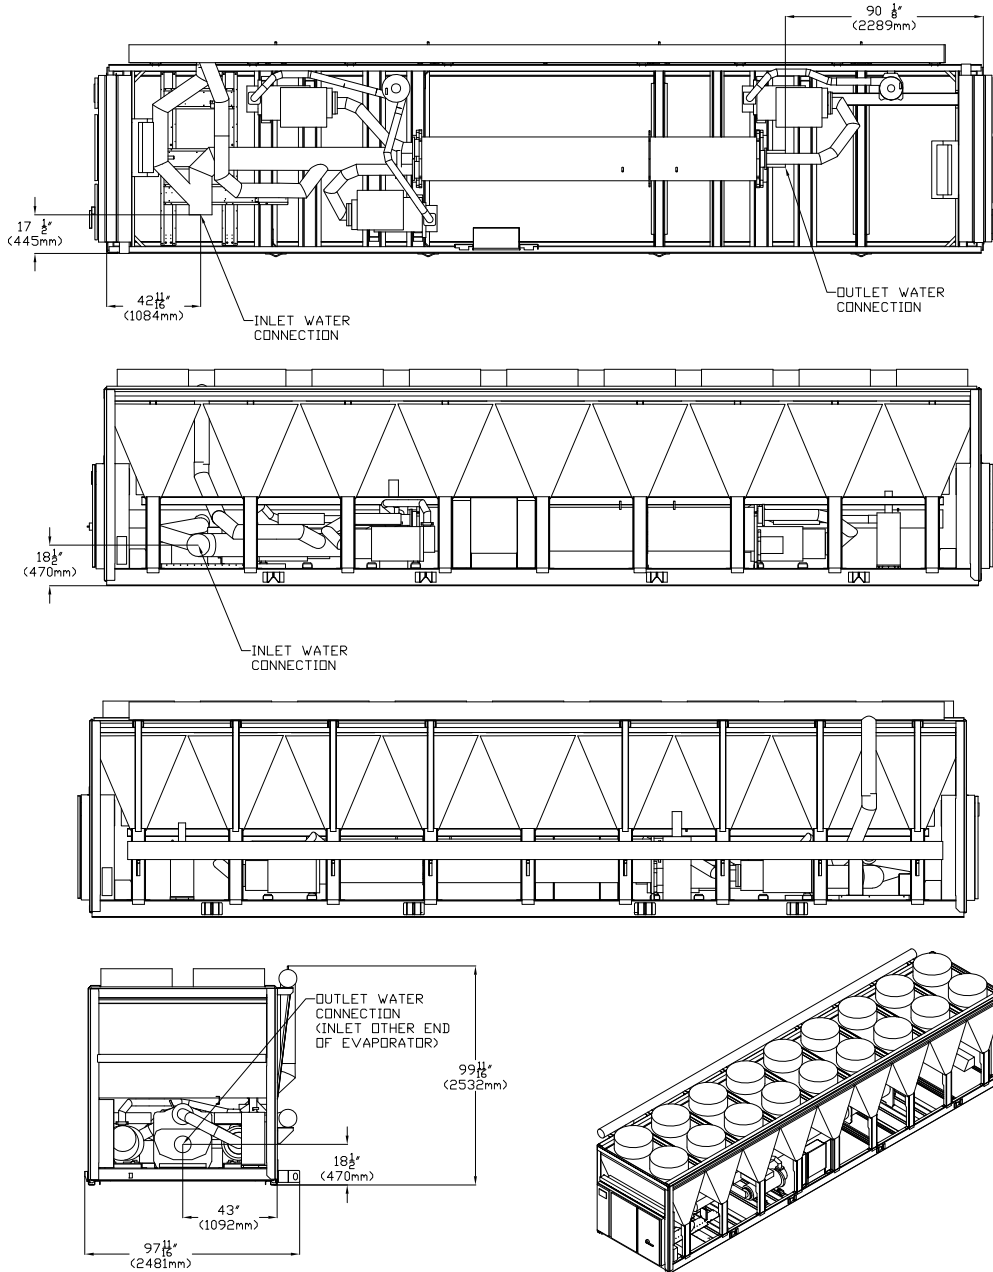 90 1/8"
(2289mm)
17 1/2"
(445mm)
42 11/16"
(1084mm)
INLET WATER
CONNECTION
OUTLET WATER
CONNECTION
18 1/2"
(470mm)
INLET WATER
CONNECTION
OUTLET WATER
CONNECTION
(INLET OTHER END
OF EVAPORATOR)
99 11/16"
(2532mm)
18 1/2"
(470mm)
43"
(1092mm)
97 11/16"
(2481mm)